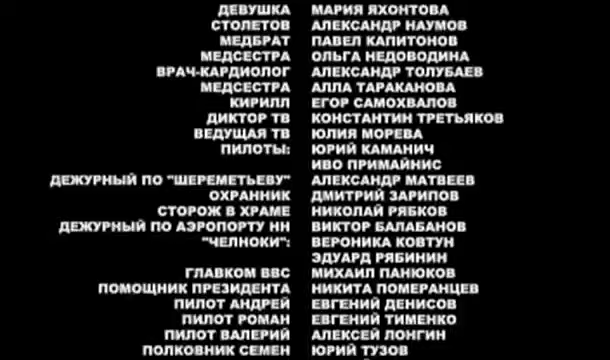 ДЕВУШКА МАРИЯ ЯХОНТОВА
СТОЛЕТОВ АЛЕКСАНДР НАУМОВ
МЕДБРАТ ПАВЕЛ КАПИТОНОВ
МЕДСЕСТРА ОЛЬГА НЕДОВОДИНА
ВРАЧ-КАРДИОЛОГ АЛЕКСАНДР ТОЛУБАЕВ
МЕДСЕСТРА АЛЛА ТАРАКАНОВА
КИРИЛЛ ЕГОР САМОХВАЛОВ
ДИКТОР ТВ КОНСТАНТИН ТРЕТЬЯКОВ
ВЕДУЩАЯ ТВ ЮЛИЯ МОРЕВА
ПИЛОТЫ: ЮРИЙ КАМАНИЧ
ИВО ПРИМАЙНИС
ДЕЖУРНЫЙ ПО "ШЕРЕМЕТЬЕВУ" АЛЕКСАНДР МАТВЕЕВ
ОХРАННИК ДМИТРИЙ ЗАРИПОВ
СТОРОЖ В ХРАМЕ НИКОЛАЙ РЯБКОВ
ДЕЖУРНЫЙ ПО АЭРОПОРТУ НН ВИКТОР БАЛАБАНОВ
"ЧЕЛНОКИ": ВЕРОНИКА КОВТУН
ЭДУАРД РЯБИНИН
ГЛАВКОМ ВВС МИХАИЛ ПАНЮКОВ
ПОМОЩНИК ПРЕЗИДЕНТА НИКИТА ПОМЕРАНЦЕВ
ПИЛОТ АНДРЕЙ ЕВГЕНИЙ ДЕНИСОВ
ПИЛОТ РОМАН ЕВГЕНИЙ ТИМЕНКО
ПИЛОТ ВАЛЕРИЙ АЛЕКСЕЙ ЛОНГИН
ПОЛКОВНИК СЕМЕН ЮРИЙ ТУЗОВ